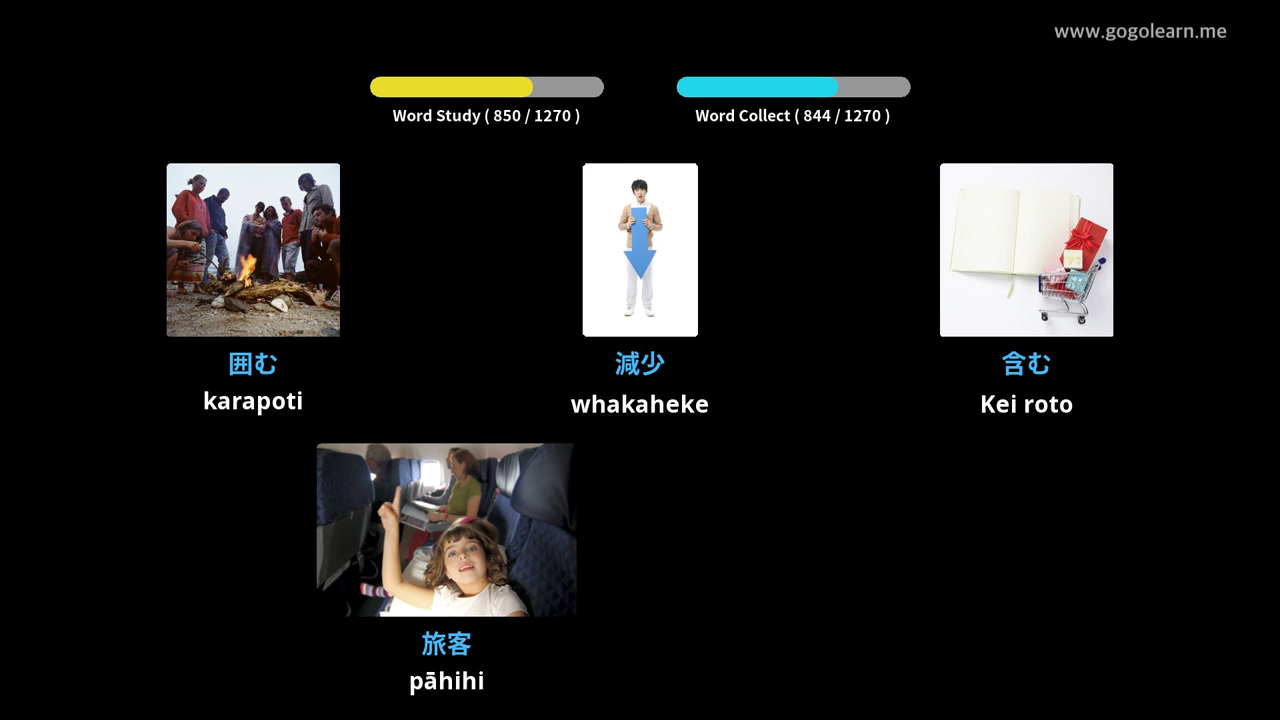 www.gogolearn.me
Word Study ( 850 / 1270 )
Word Collect ( 844 / 1270 )
囲む
karapoti
減少
whakaheke
含む
Kei roto
旅客
pāhihi